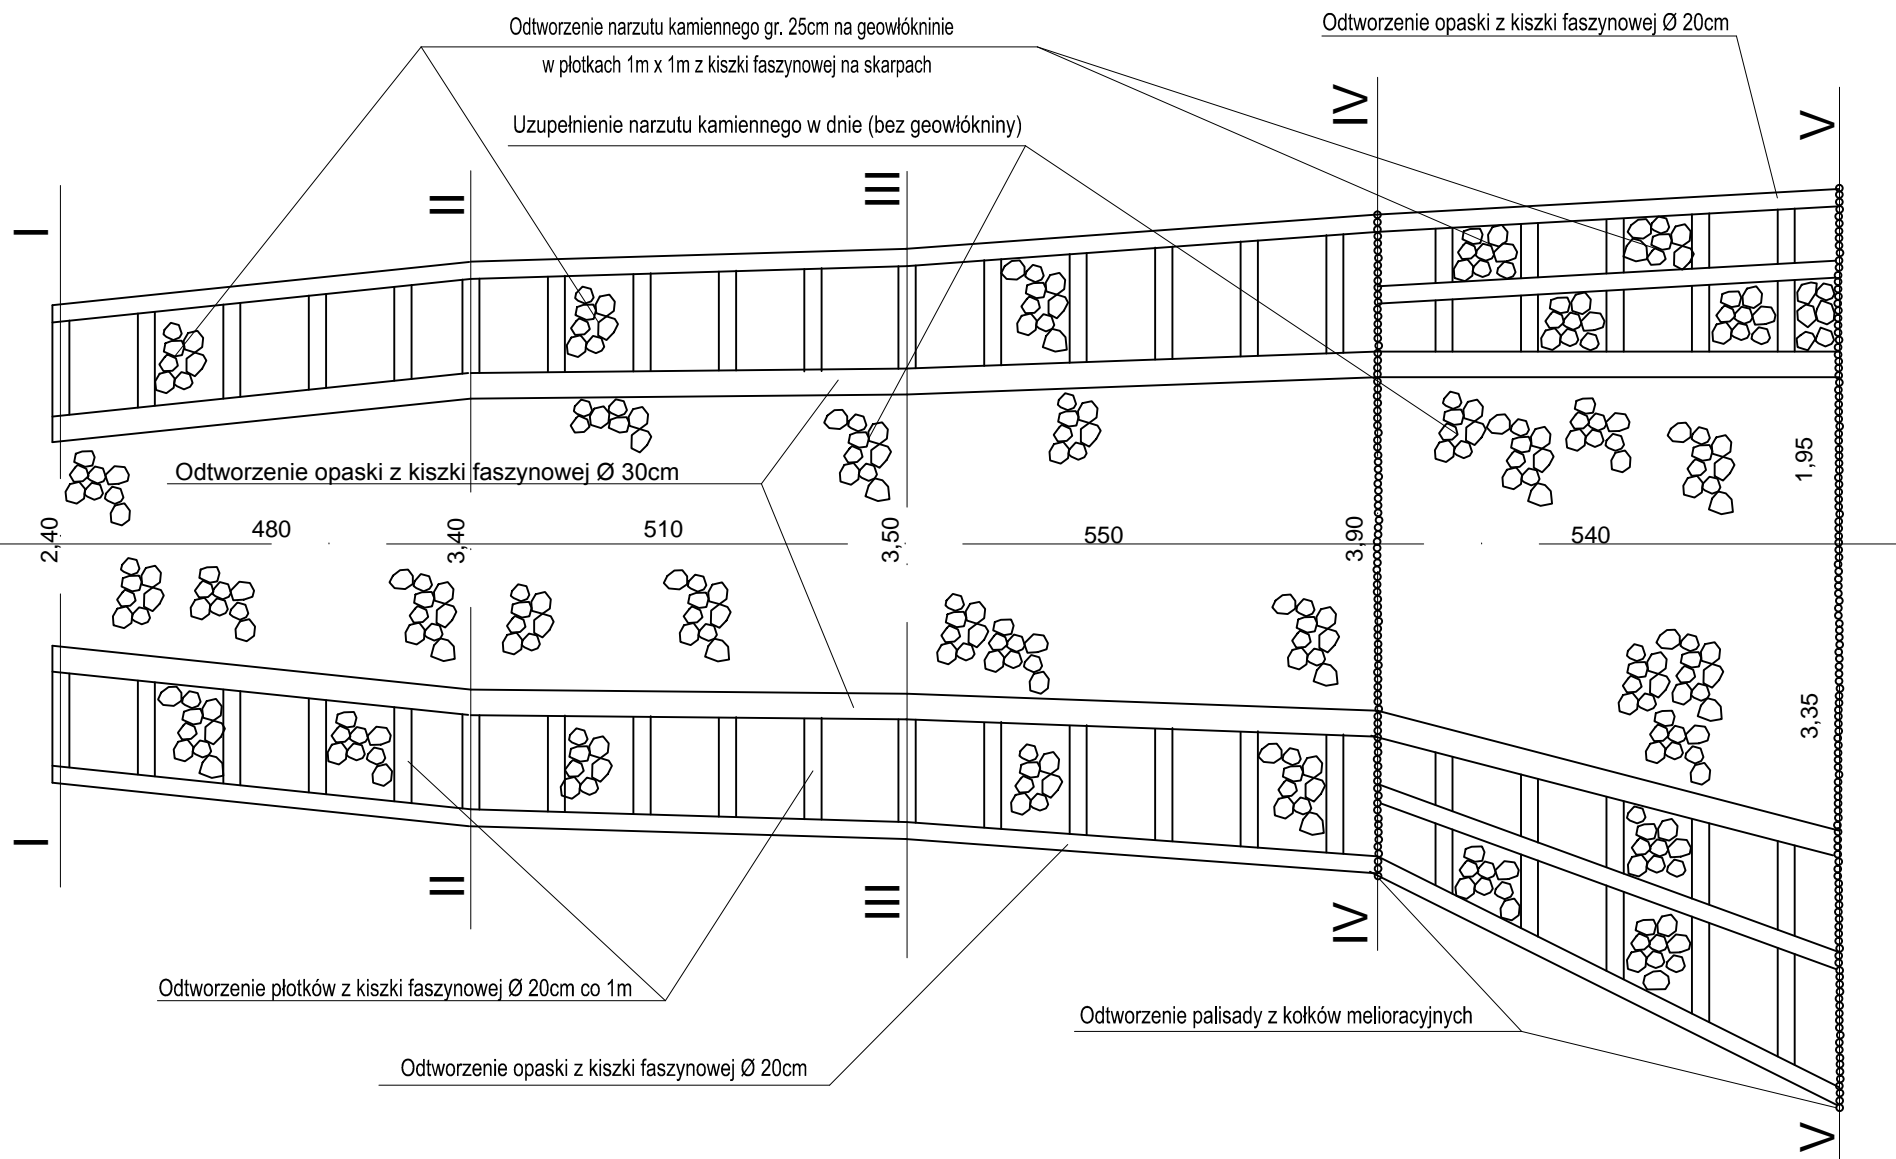 Odtworzenie narzutu kamiennego gr. 25cm na geowłókninie
w płotkach 1m x 1m z kiszki faszynowej na skarpach
Odtworzenie opaski z kiszki faszynowej Ø 20cm
Uzupełnienie narzutu kamiennego w dnie (bez geowłókniny)
I
II
III
IV
V
Odtworzenie opaski z kiszki faszynowej Ø 30cm
1,95
2,40
480
3,40
510
3,50
550
3,90
540
3,35
I
II
III
IV
V
Odtworzenie płotków z kiszki faszynowej Ø 20cm co 1m
Odtworzenie palisady z kołków melioracyjnych
Odtworzenie opaski z kiszki faszynowej Ø 20cm